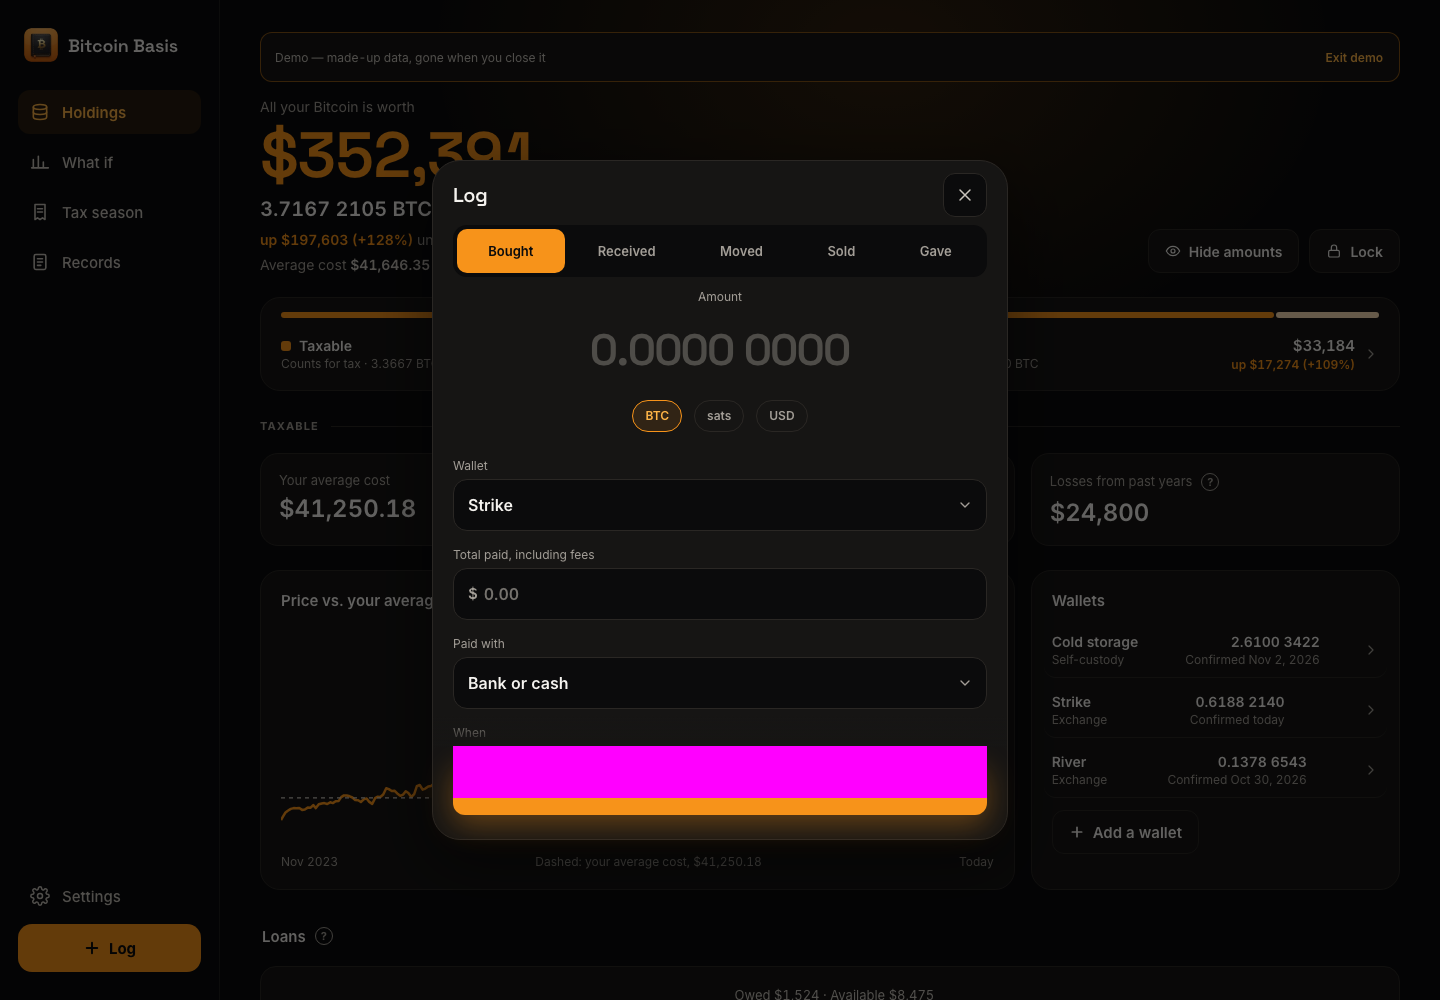 Bitcoin Basis
Holdings
What if
Tax season
Records
Settings
Log
Demo — made-up data, gone when you close it
Exit demo
All your Bitcoin is worth
$352,391
3.7167 2105 BTC
up $197,603 (+128%) un
Average cost $41,646.35
Hide amounts
Lock
Taxable
Counts for tax · 3.3667 BT
BTC
$33,184
up $17,274 (+109%)
TAXABLE
Your average cost
$41,250.18
Losses from past years ?
$24,800
Price vs. your averag
Nov 2023
Dashed: your average cost, $41,250.18
Today
Wallets
Cold storage
2.6100 3422
Self-custody
Confirmed Nov 2, 2026
Strike
0.6188 2140
Exchange
Confirmed today
River
0.1378 6543
Exchange
Confirmed Oct 30, 2026
Add a wallet
Loans ?
Owed $1,524 · Available $8,475
Log
Bought
Received
Moved
Sold
Gave
Amount
0.0000 0000
BTC
sats
USD
Wallet
Strike
Total paid, including fees
$ 0.00
Paid with
Bank or cash
When